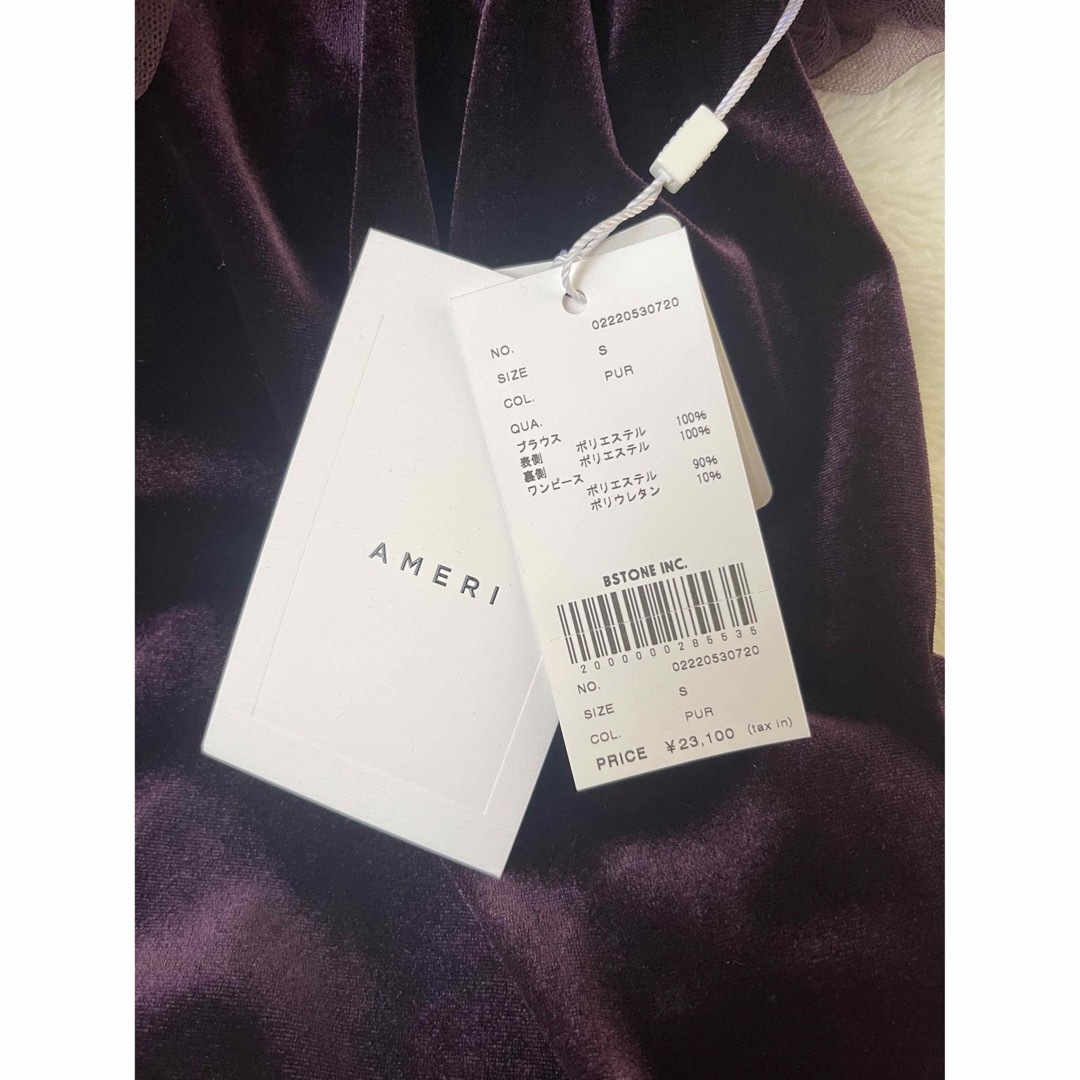 AMERI
NO. 02220530720
SIZE S
COL. PUR
QUA.
ブラウス
表側 ポリエステル 100%
裏側 ポリエステル 100%
ワンピース
ポリエステル 90%
ポリウレタン 10%
BSTONE INC.
2000000285535
NO. 02220530720
SIZE S
COL. PUR
PRICE ¥23,100 (tax in)